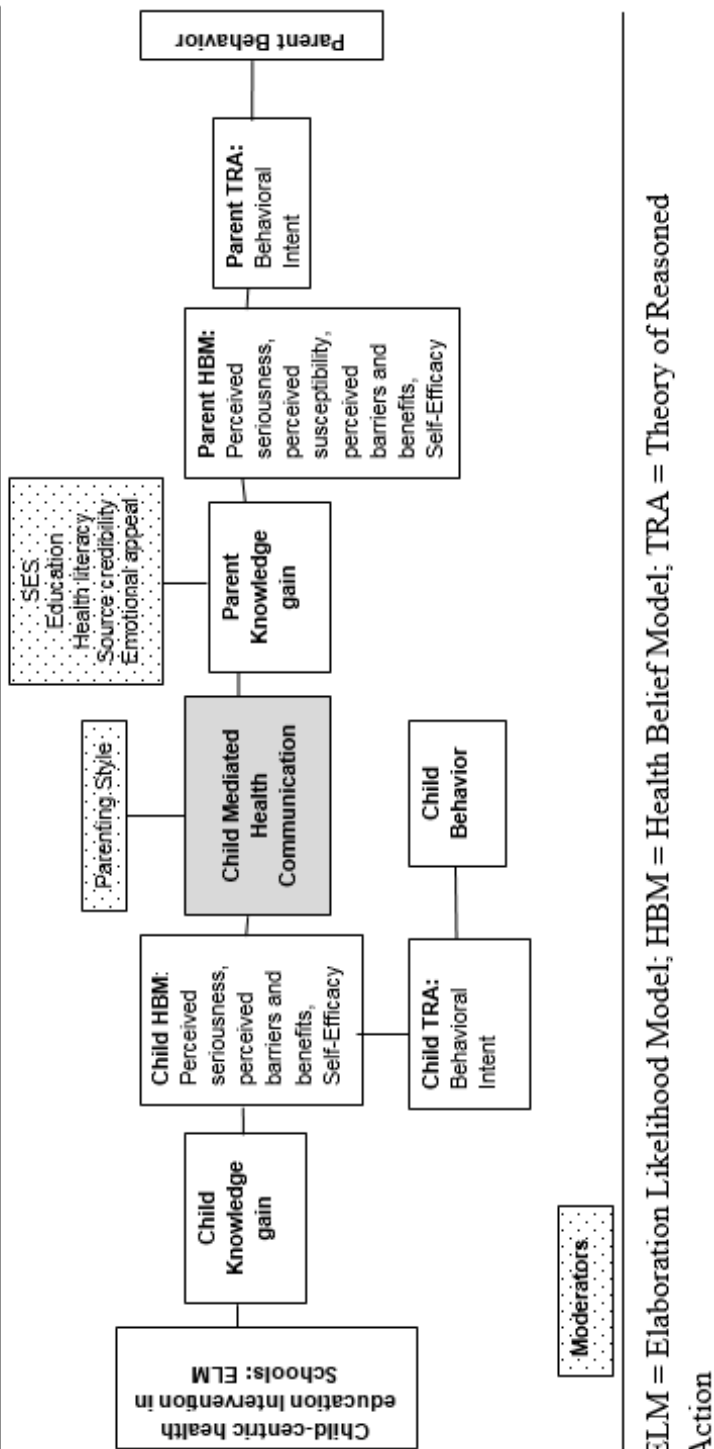 Child-centric health
education Intervention in
Schools: ELM
Child
Knowledge
gain
Child HBM:
Perceived
seriousness,
perceived
barriers and
benefits,
Self-Efficacy
Child TRA:
Behavioral
Intent
Child
Behavior
Parenting Style
Child Mediated
Health
Communication
SES
Education
Health literacy
Source credibility
Emotional appeal
Parent
Knowledge
gain
Parent HBM:
Perceived
seriousness,
perceived
susceptibility,
perceived
barriers and
benefits,
Self-Efficacy
Parent TRA:
Behavioral
Intent
Parent Behavior
Moderators
ELM = Elaboration Likelihood Model; HBM = Health Belief Model; TRA = Theory of Reasoned
Action